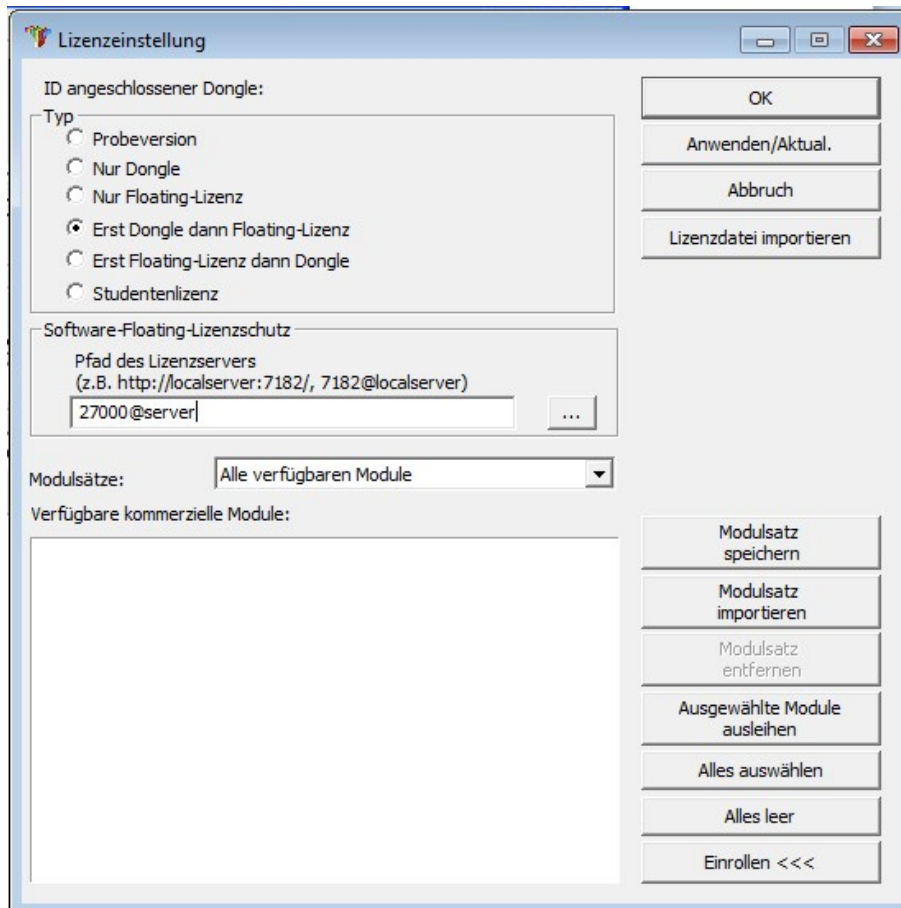 Lizenzeinstellung
ID angeschlossener Dongle:
OK
Typ
Probeversion
Anwenden/Aktual.
Nur Dongle
Abbruch
Nur Floating-Lizenz
Erst Dongle dann Floating-Lizenz
Lizenzdatei importieren
Erst Floating-Lizenz dann Dongle
Studentenlizenz
Software-Floating-Lizenzschutz
Pfad des Lizenzservers
(z.B. http://localserver:7182/, 7182@localserver)
27000@server
...
Modulsätze:
Alle verfügbaren Module
Verfügbare kommerzielle Module:
Modulsatz
speichern
Modulsatz
importieren
Modulsatz
entfernen
Ausgewählte Module
ausleihen
Alles auswählen
Alles leer
Einrollen <<<